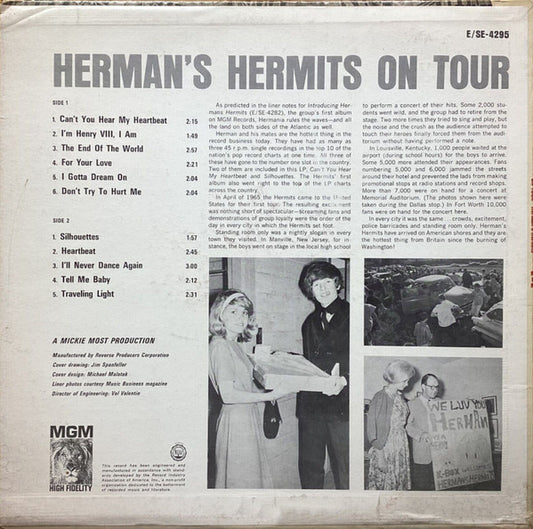 E/SE-4295
HERMAN'S HERMITS ON TOUR
SIDE 1
1. Can't You Hear My Heartbeat 2:15
2. I'm Henry VIII, I Am 1:49
3. The End Of The World 2:57
4. For Your Love 2:21
5. I Gotta Dream On 2:04
6. Don't Try To Hurt Me 2:04
SIDE 2
1. Silhouettes 1:57
2. Heartbeat 2:45
3. I'll Never Dance Again 3:00
4. Tell Me Baby 2:12
5. Traveling Light 2:31
A MICKIE MOST PRODUCTION
Manufactured by Reverse Producers Corporation
Cover drawing: Jim Spanfeller
Cover design: Michael Malatak
Liner photos courtesy Music Business magazine
Director of Engineering: Val Valentin
MGM
HIGH FIDELITY
This record has been engineered and
manufactured in accordance with stand-
ards developed by the Record Industry
Association of America, Inc., a non-profit
organization dedicated to the betterment
of recorded music and literature.
As predicted in the liner notes for Introducing Her-
mans Hermits (E/SE-4282), the group's first album
on MGM Records, Hermania rules the waves—and all
the land on both sides of the Atlantic as well.
Herman and his mates are the hottest thing in the
record business today. They have had as many as
three 45 r.p.m. single recordings in the top 10 of the
nation's pop record charts at one time. All three of
these have gone to the number one slot in the country.
Two of them are included in this LP, Can't You Hear
My Heartbeat and Silhouettes. The Hermits' first
album also went right to the top of the LP charts
across the country.
In April of 1965 the Hermits came to the United
States for their first tour. The resulting excitement
was nothing short of spectacular—streaming fans and
demonstrations of group loyalty were the order of the
day in every city in which the Hermits set foot.
Standing room only was a nightly slogan in every
town they visited. In Manville, New Jersey, for in-
stance, the boys went on stage in the local high school
to perform a concert of their hits. Some 2,000 stu-
dents went wild, and the group had to retire from the
stage. Two more times they tried to sing and play, but
the noise and the crush as the audience attempted to
touch their heroes finally forced them from the audi-
torium without having performed a note.
In Louisville, Kentucky, 1,000 people waited at the
airport (during school hours) for the boys to arrive.
Some 5,000 more attended their appearances. Fans
numbering 5,000 and 6,000 jammed the streets
around their hotel and prevented the lads from making
promotional stops at radio stations and record shops.
More than 7,000 were on hand for a concert at
Memorial Auditorium. (The photos shown here were
taken during the Dallas stop.) In Fort Worth 10,000
fans were on hand for the concert here.
In every city it was the same . . . crowds, excitement,
police barricades and standing room only. Herman's
Hermits have arrived on American shores and they are
the hottest thing from Britain since the burning of
Washington!
WE LUV YOU
HERMAN
K-BOX WELCOMES
HERMANS HERMITS